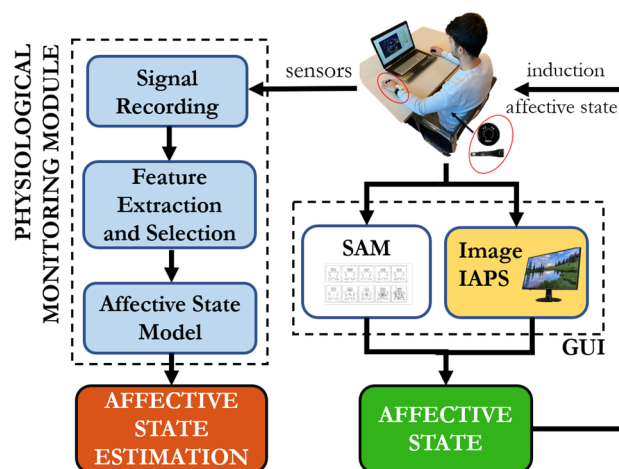 PHYSIOLOGICAL
MONITORING MODULE
Signal
Recording
Feature
Extraction
and Selection
Affective State
Model
AFFECTIVE
STATE
ESTIMATION
sensors
induction
affective state
SAM
Image
IAPS
GUI
AFFECTIVE
STATE